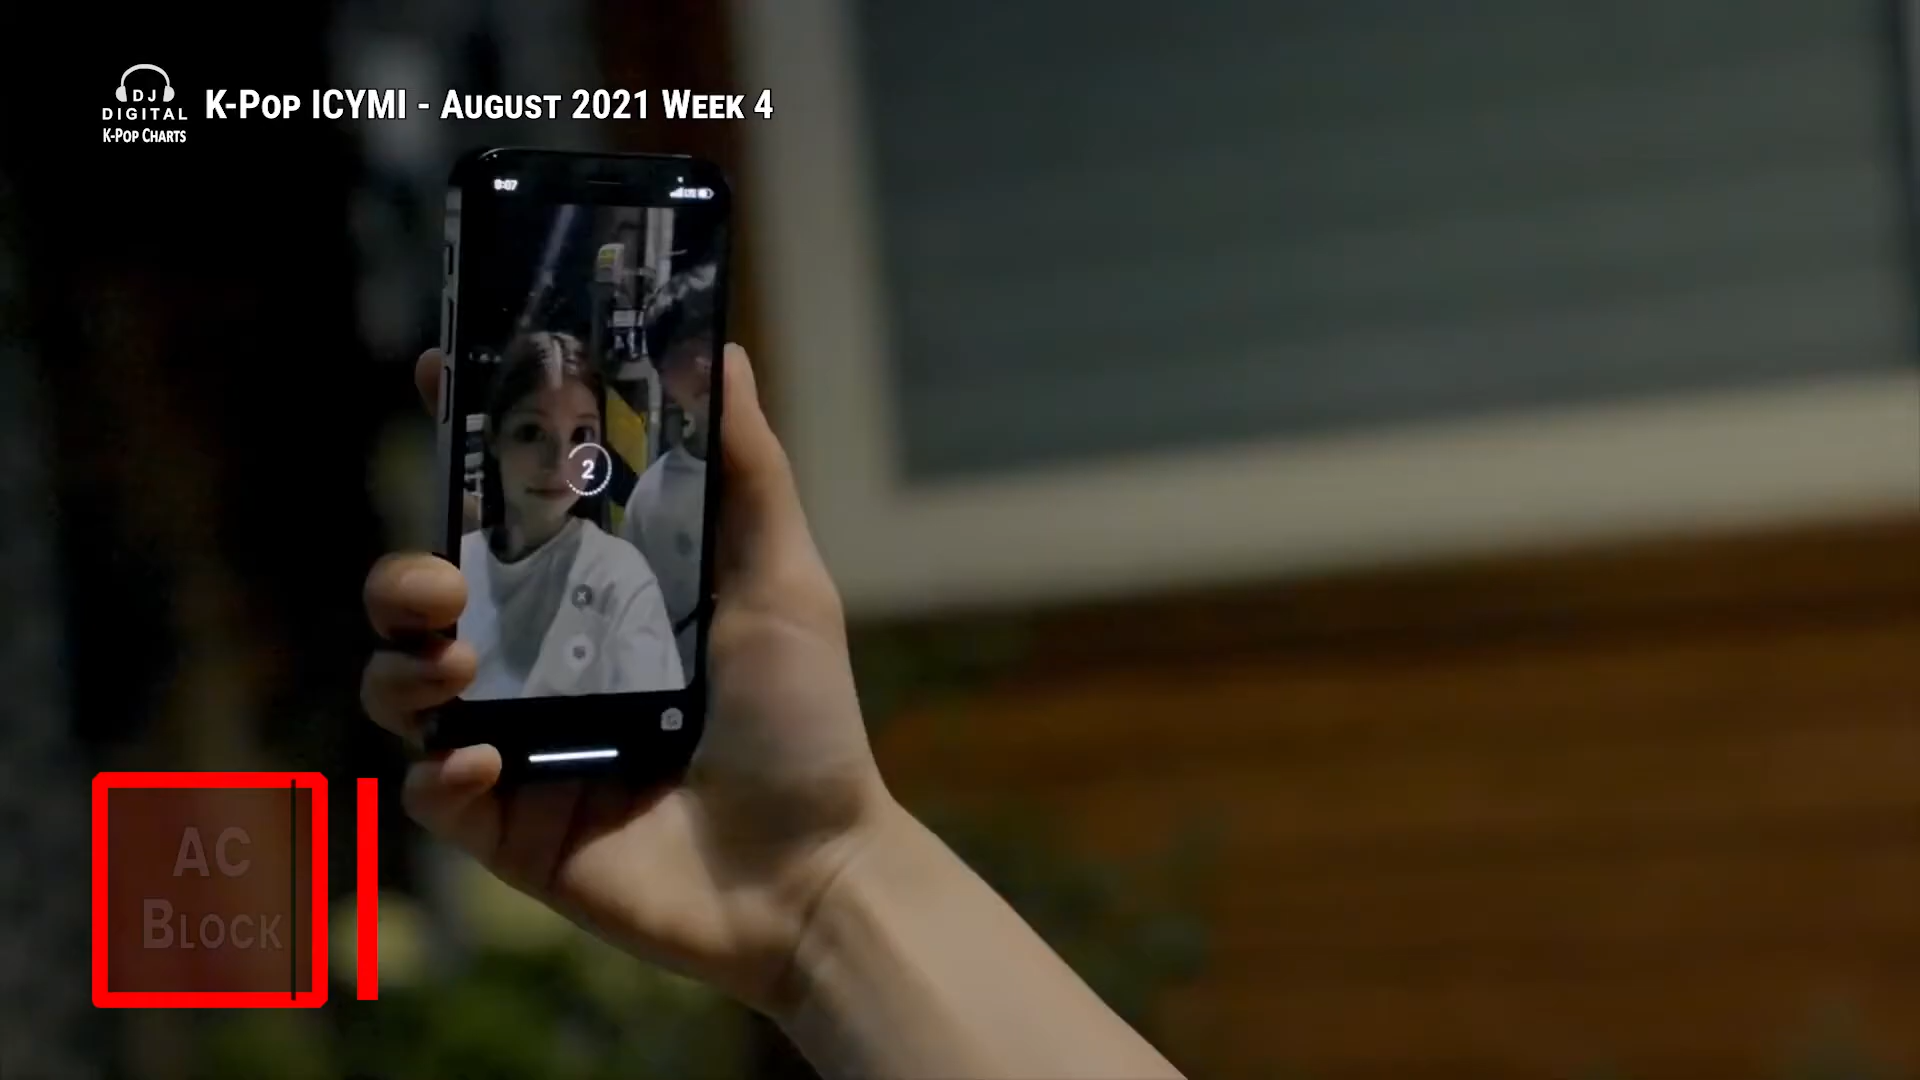 DJ
DIGITAL
K-Pop Charts
K-Pop ICYMI - August 2021 Week 4
2
AC
Block